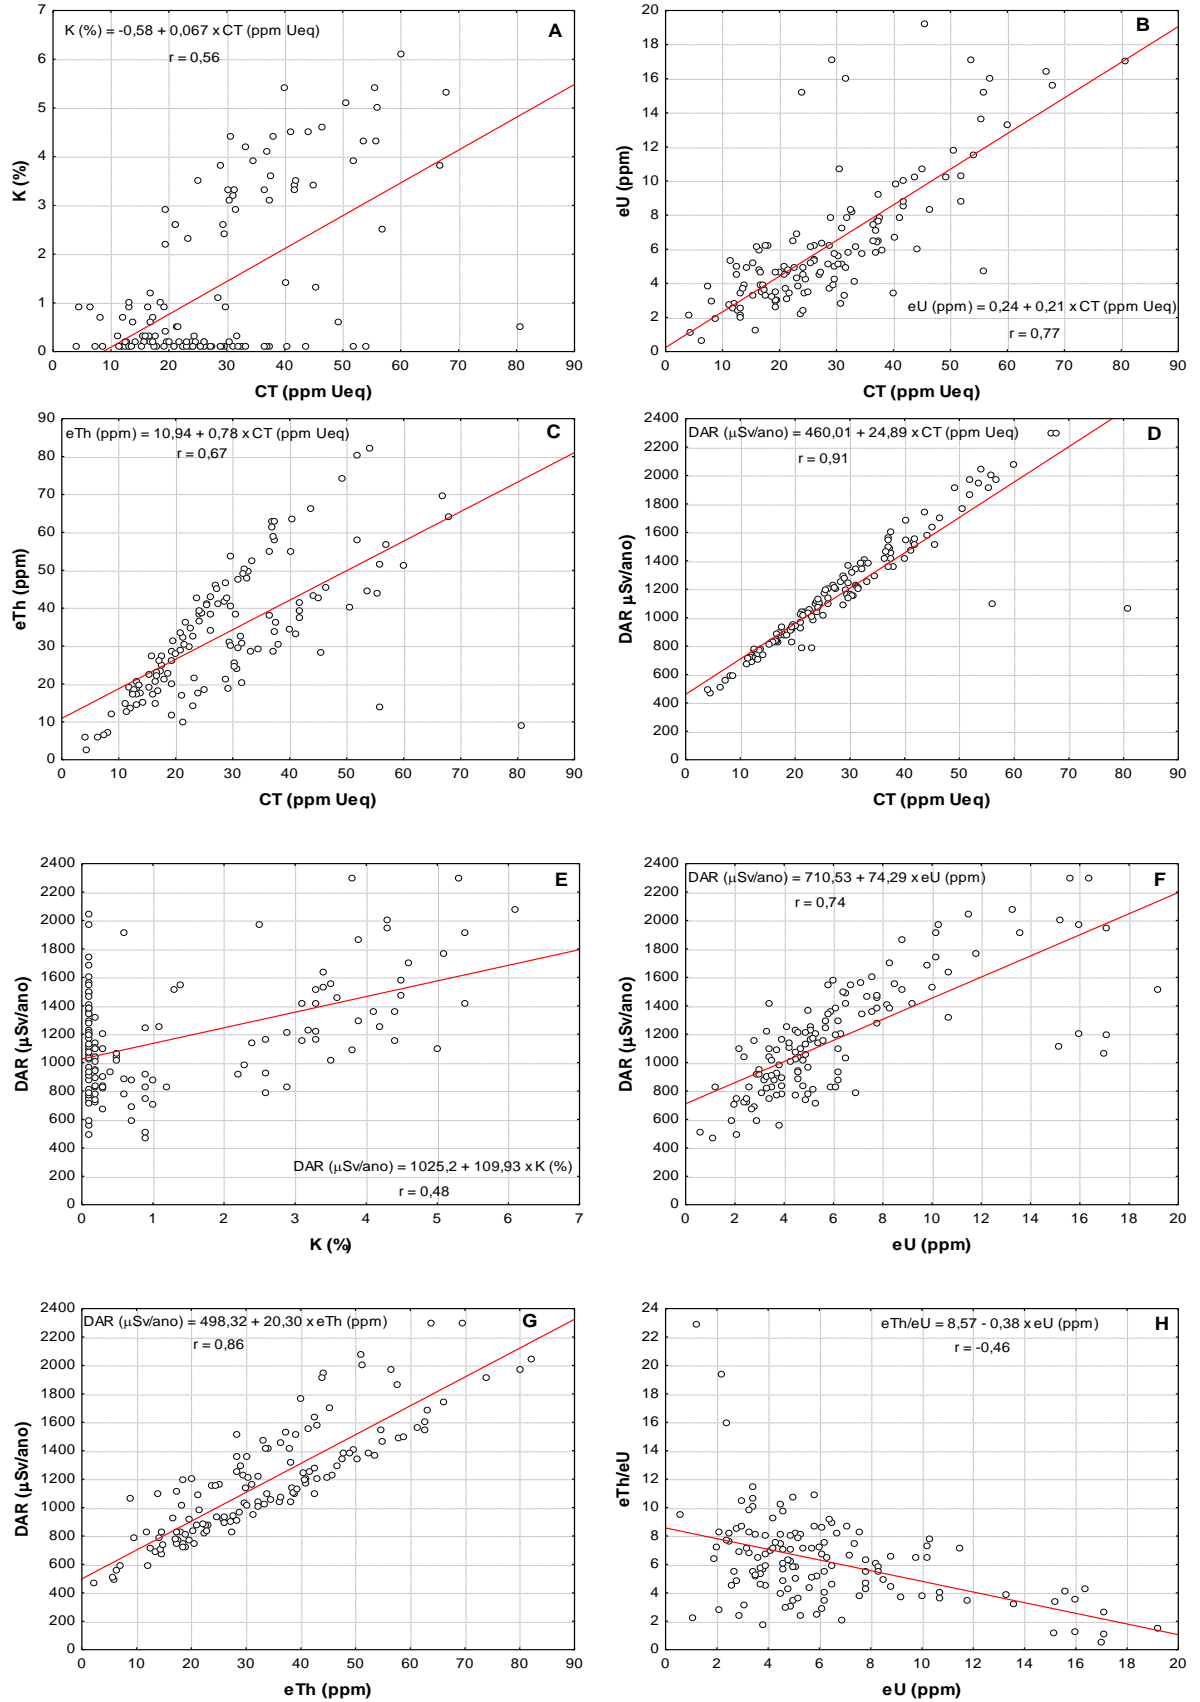 A
K (%) = -0,58 + 0,067 x CT (ppm Ueq)
r = 0,56
K (%)
7
6
5
4
3
2
1
0
0 10 20 30 40 50 60 70 80 90
CT (ppm Ueq)
B
eU (ppm)
20
18
16
14
12
10
8
6
4
2
0
eU (ppm) = 0,24 + 0,21 x CT (ppm Ueq)
r = 0,77
0 10 20 30 40 50 60 70 80 90
CT (ppm Ueq)
C
eTh (ppm) = 10,94 + 0,78 x CT (ppm Ueq)
r = 0,67
eTh (ppm)
90
80
70
60
50
40
30
20
10
0
0 10 20 30 40 50 60 70 80 90
CT (ppm Ueq)
D
DAR (µSv/ano) = 460,01 + 24,89 x CT (ppm Ueq)
r = 0,91
DAR µSv/ano)
2400
2200
2000
1800
1600
1400
1200
1000
800
600
400
200
0
0 10 20 30 40 50 60 70 80 90
CT (ppm Ueq)
E
DAR (µSv/ano)
2400
2200
2000
1800
1600
1400
1200
1000
800
600
400
200
0
DAR (µSv/ano) = 1025,2 + 109,93 x K (%)
r = 0,48
0 1 2 3 4 5 6 7
K (%)
F
DAR (µSv/ano) = 710,53 + 74,29 x eU (ppm)
r = 0,74
DAR (µSv/ano)
2400
2200
2000
1800
1600
1400
1200
1000
800
600
400
200
0
0 2 4 6 8 10 12 14 16 18 20
eU (ppm)
G
DAR (µSv/ano) = 498,32 + 20,30 x eTh (ppm)
r = 0,86
DAR (µSv/ano)
2400
2200
2000
1800
1600
1400
1200
1000
800
600
400
200
0
0 10 20 30 40 50 60 70 80 90
eTh (ppm)
H
eTh/eU = 8,57 - 0,38 x eU (ppm)
r = -0,46
eTh/eU
24
22
20
18
16
14
12
10
8
6
4
2
0
0 2 4 6 8 10 12 14 16 18 20
eU (ppm)